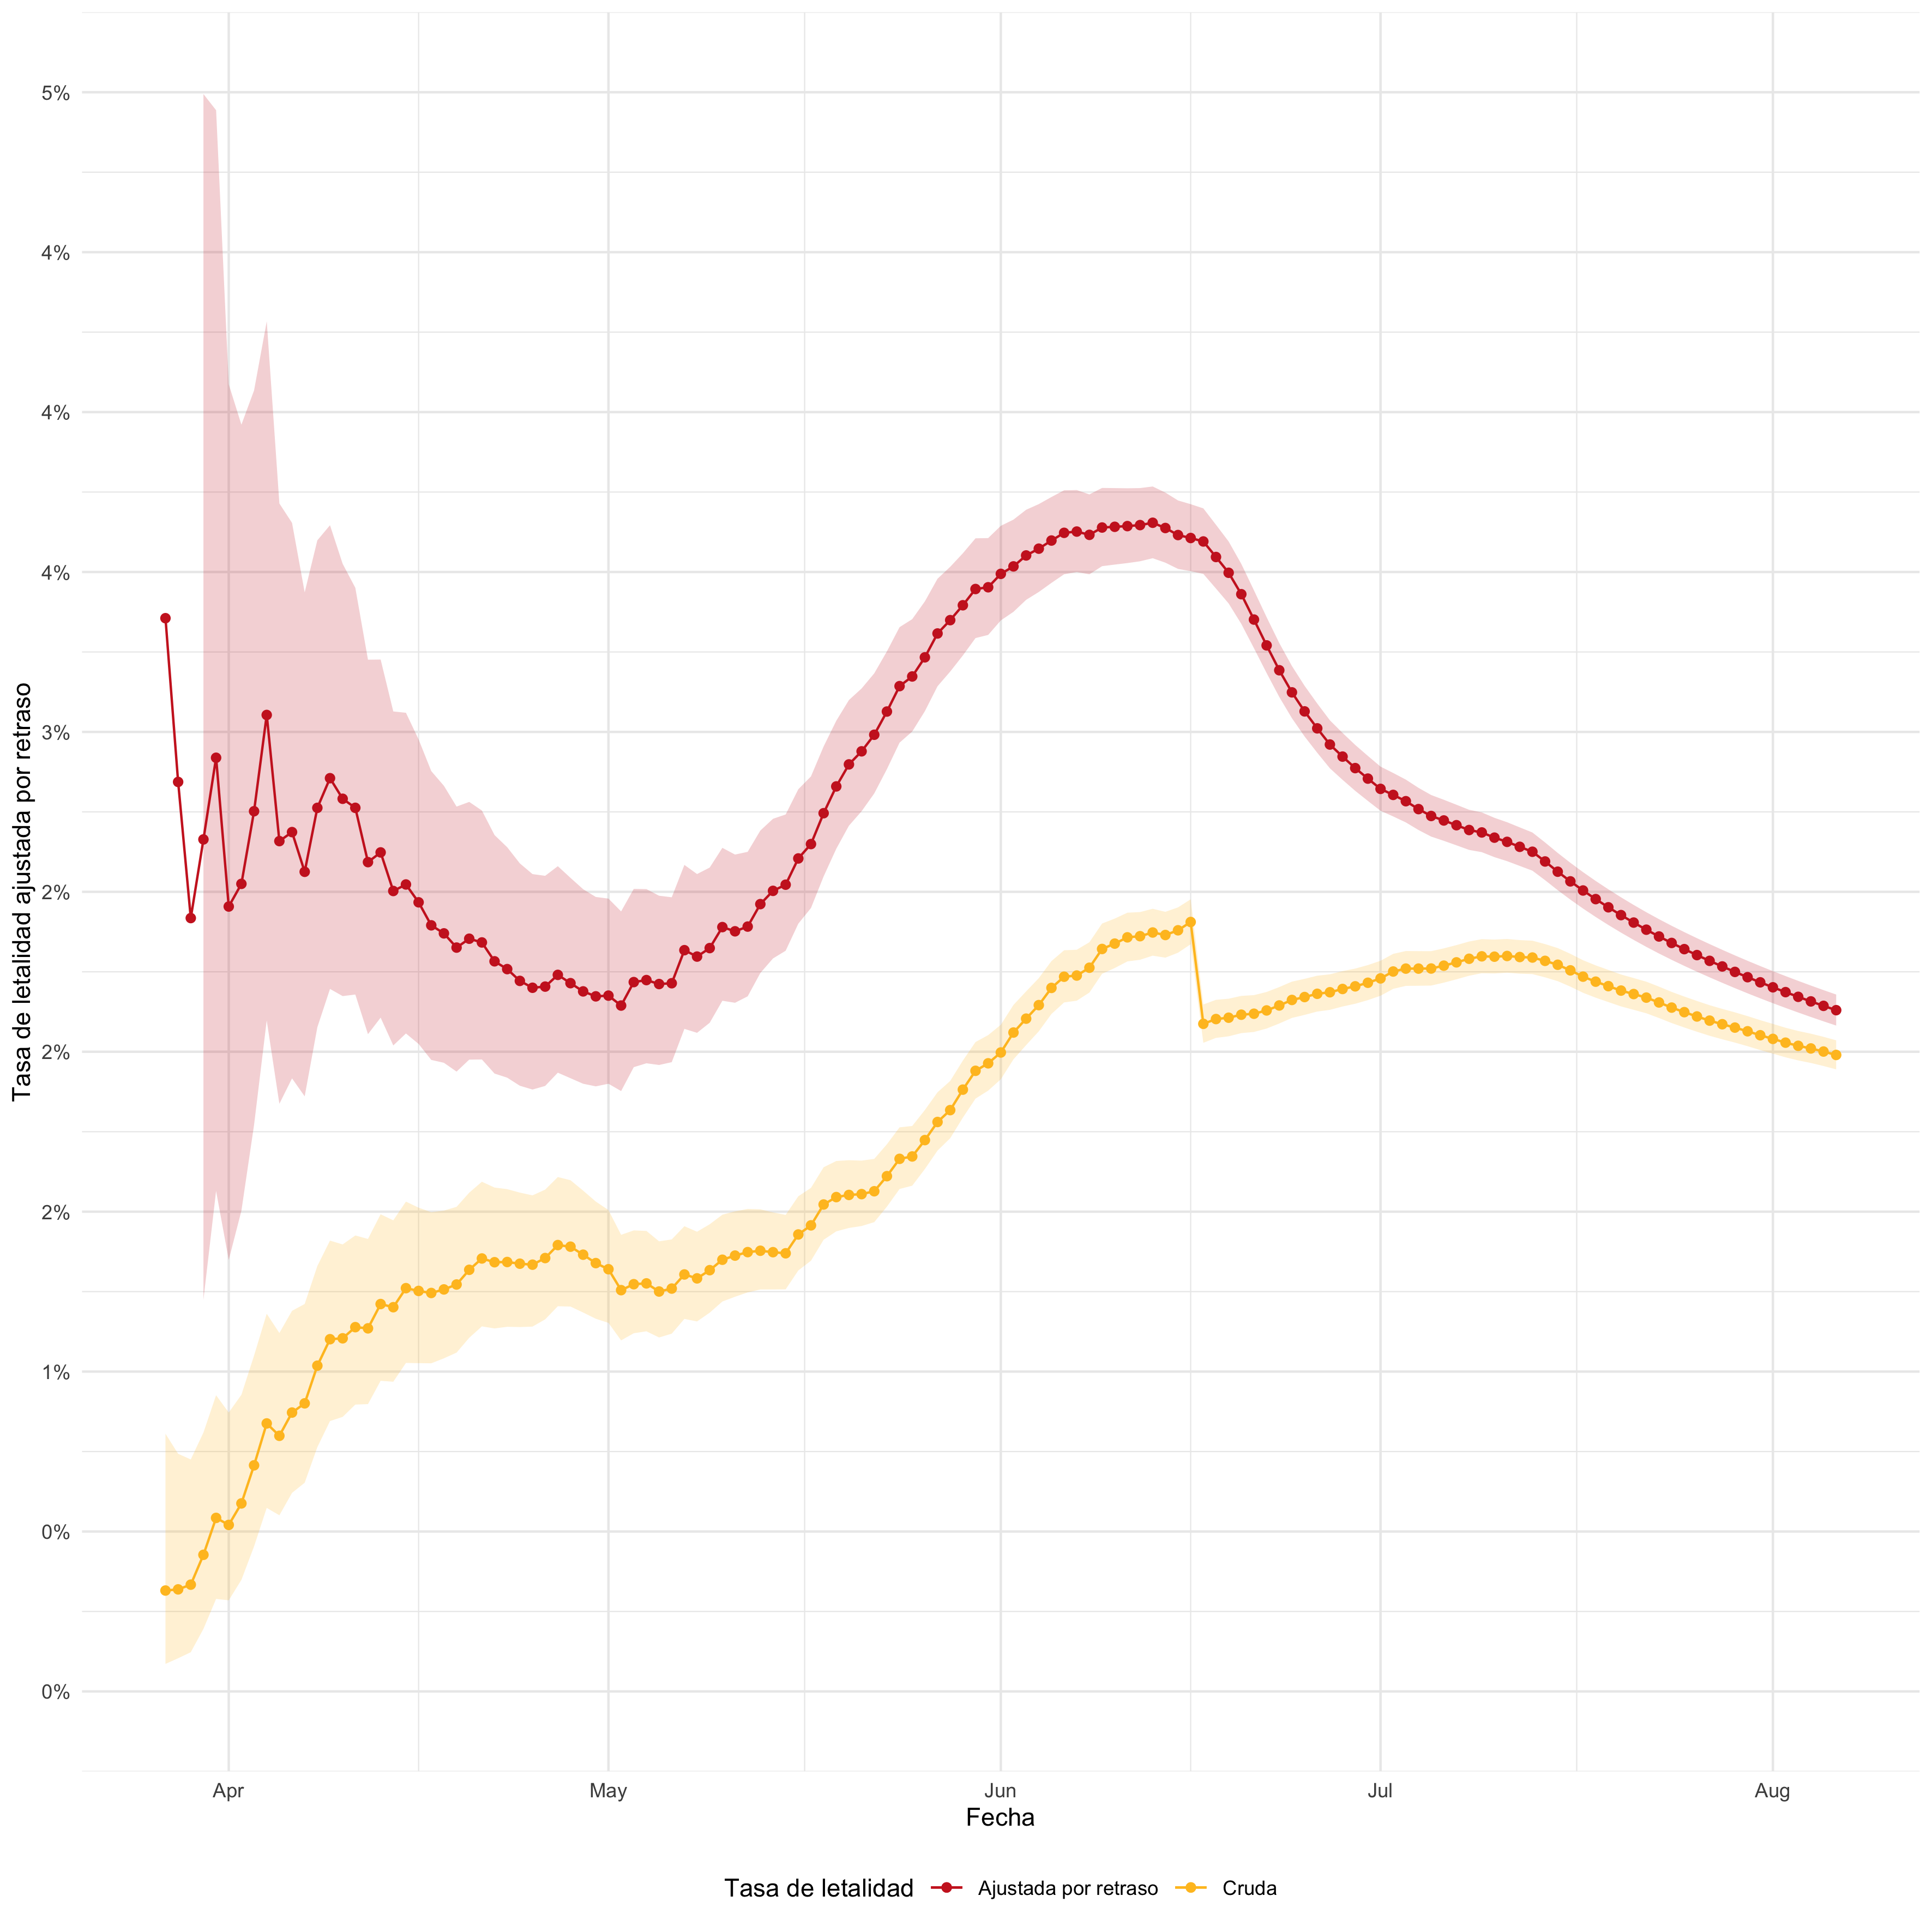 Tasa de letalidad ajustada por retraso
5%
4%
4%
4%
3%
2%
2%
2%
1%
0%
0%
Apr May Jun Jul Aug
Fecha
Tasa de letalidad Ajustada por retraso Cruda